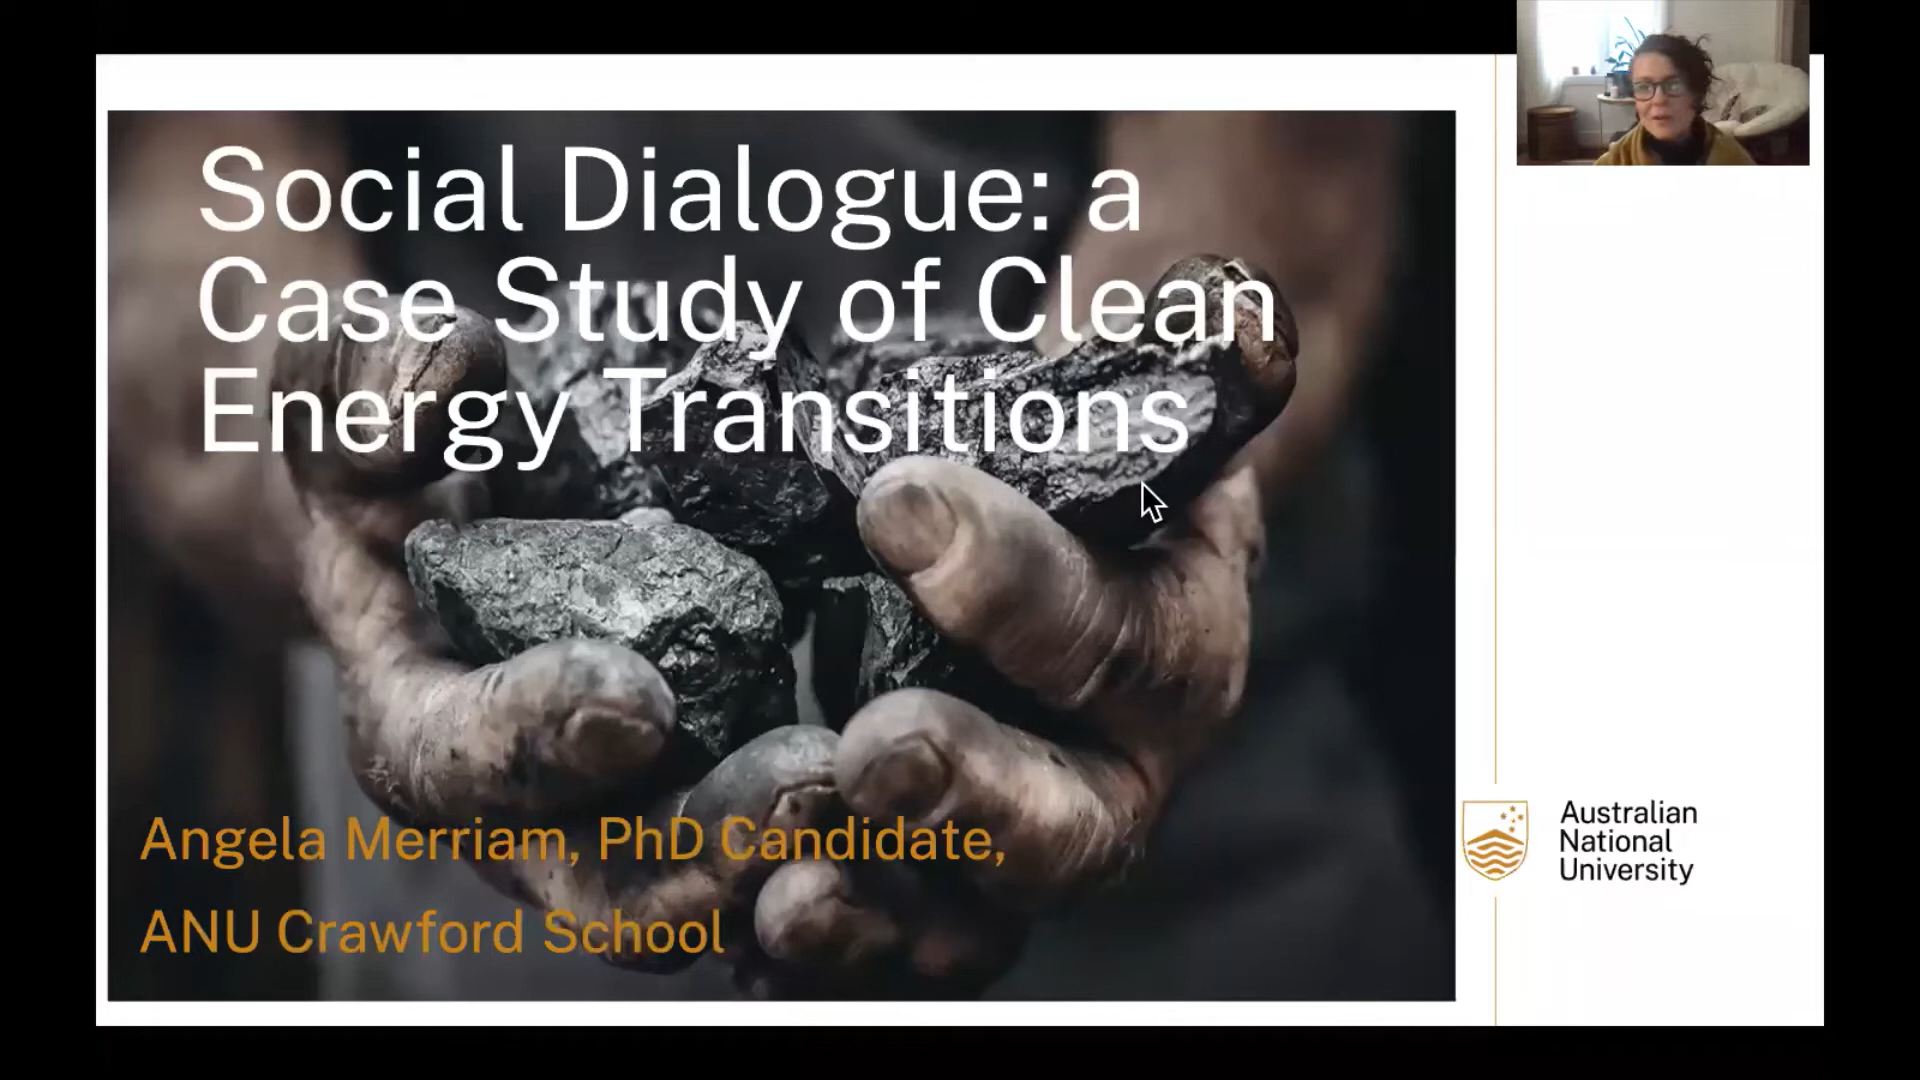 Social Dialogue: a
Case Study of Clean
Energy Transitions
Angela Merriam, PhD Candidate,
ANU Crawford School
Australian
National
University